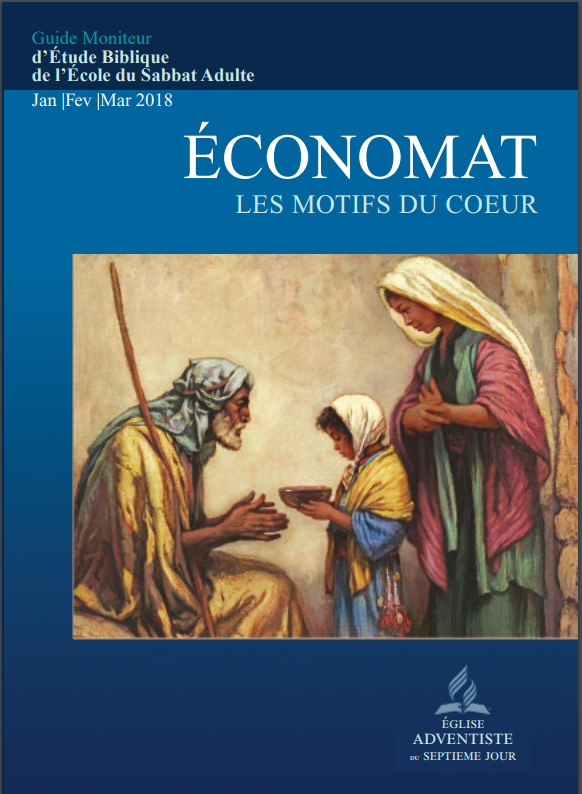 Guide Moniteur
d'Étude Biblique
de l'École du Sabbat Adulte
Jan |Fev |Mar 2018
ÉCONOMAT
LES MOTIFS DU COEUR
ÉGLISE
ADVENTISTE
DU SEPTIEME JOUR